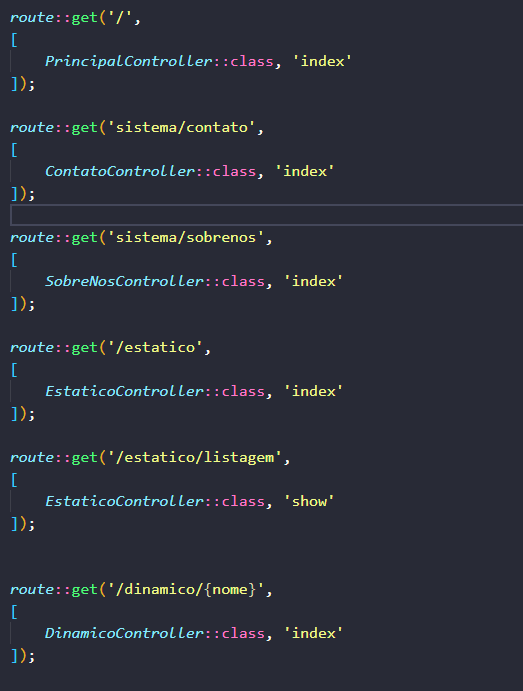 route::get('/',
[
    PrincipalController::class, 'index'
]);

route::get('sistema/contato',
[
    ContatoController::class, 'index'
]);

route::get('sistema/sobrenos',
[
    SobreNosController::class, 'index'
]);

route::get('/estatico',
[
    EstaticoController::class, 'index'
]);

route::get('/estatico/listagem',
[
    EstaticoController::class, 'show'
]);


route::get('/dinamico/{nome}',
[
    DinamicoController::class, 'index'
]);